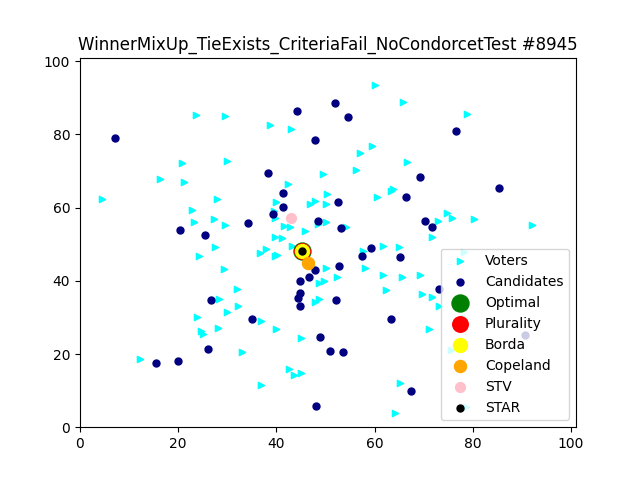 WinnerMixUp_TieExists_CriteriaFail_NoCondorcetTest #8945
100
80
60
40
20
0
0 20 40 60 80 100
Voters
Candidates
Optimal
Plurality
Borda
Copeland
STV
STAR